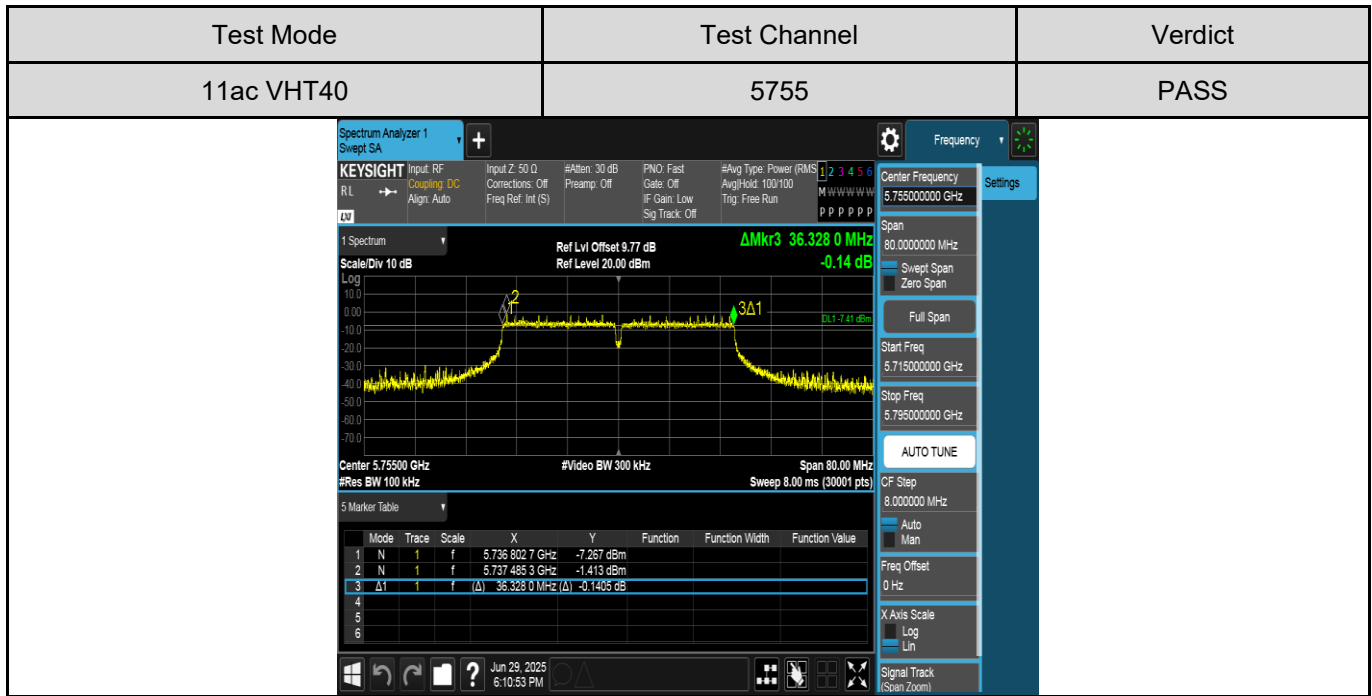 Test Mode Test Channel Verdict
11ac VHT40 5755 PASS
Spectrum Analyzer 1
Swept SA
+
Frequency
KEYSIGHT
RL
LXI
Input: RF
Coupling: DC
Align: Auto
Input Z: 50 Ω
Corrections: Off
Freq Ref: Int (S)
#Atten: 30 dB
Preamp: Off
PNO: Fast
Gate: Off
IF Gain: Low
Sig Track: Off
#Avg Type: Power (RMS
Avg|Hold: 100/100
Trig: Free Run
1 2 3 4 5 6
M W W W W W
P P P P P P
1 Spectrum
Scale/Div 10 dB
Ref Lvl Offset 9.77 dB
Ref Level 20.00 dBm
ΔMkr3 36.328 0 MHz
-0.14 dB
Log
10.0
0.00
-10.0
-20.0
-30.0
-40.0
-50.0
-60.0
-70.0
2
1
3Δ1
DL1 -7.41 dBm
Center 5.75500 GHz #Video BW 300 kHz Span 80.00 MHz
#Res BW 100 kHz Sweep 8.00 ms (30001 pts)
5 Marker Table
Mode Trace Scale X Y Function Function Width Function Value
1 N 1 f 5.736 802 7 GHz -7.267 dBm
2 N 1 f 5.737 485 3 GHz -1.413 dBm
3 Δ1 1 f (Δ) 36.328 0 MHz (Δ) -0.1405 dB
4
5
6
?
Jun 29, 2025
6:10:53 PM
Center Frequency
5.755000000 GHz
Settings
Span
80.0000000 MHz
Swept Span
Zero Span
Full Span
Start Freq
5.715000000 GHz
Stop Freq
5.795000000 GHz
AUTO TUNE
CF Step
8.000000 MHz
Auto
Man
Freq Offset
0 Hz
X Axis Scale
Log
Lin
Signal Track
(Span Zoom)